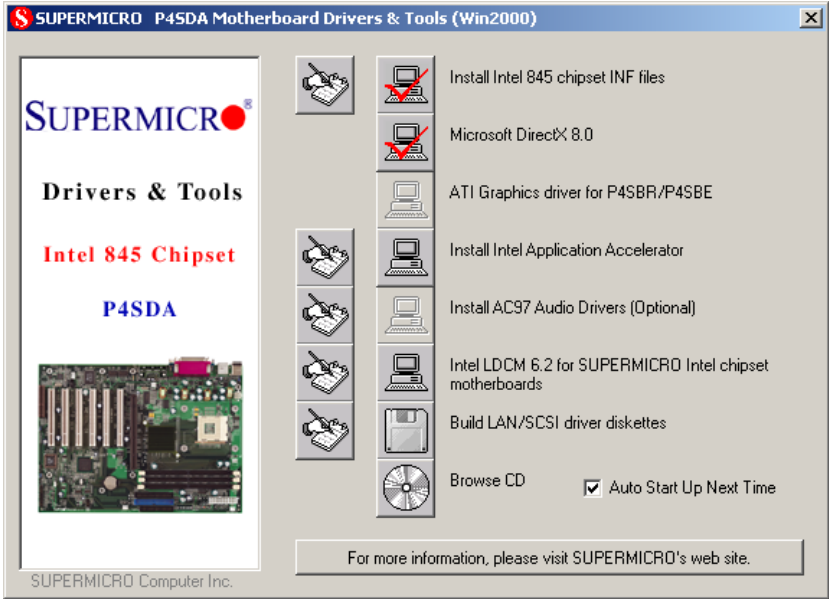 SUPERMICRO P4SDA Motherboard Drivers & Tools (Win2000)
SUPERMICRO®
Drivers & Tools
Intel 845 Chipset
P4SDA
SUPERMICRO Computer Inc.
Install Intel 845 chipset INF files
Microsoft DirectX 8.0
ATI Graphics driver for P4SBR/P4SBE
Install Intel Application Accelerator
Install AC97 Audio Drivers (Optional)
Intel LDCM 6.2 for SUPERMICRO Intel chipset
motherboards
Build LAN/SCSI driver diskettes
Browse CD
Auto Start Up Next Time
For more information, please visit SUPERMICRO's web site.